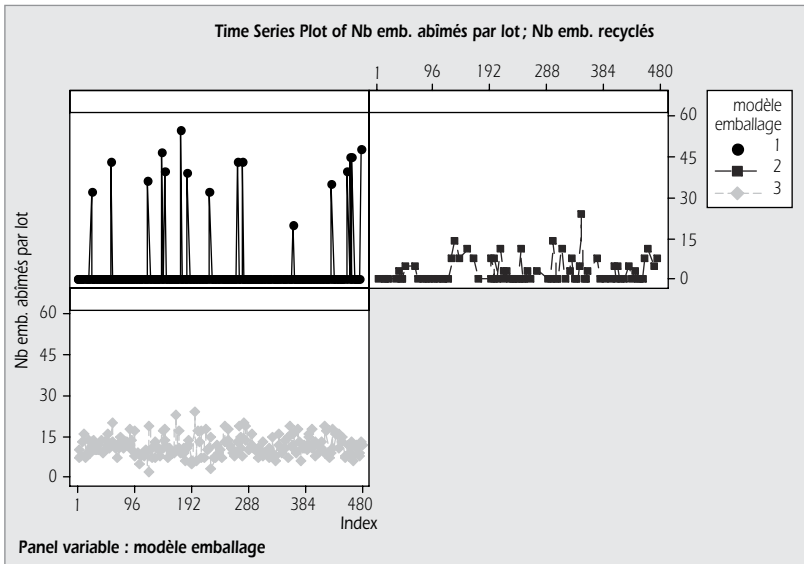 Time Series Plot of Nb emb. abîmés par lot ; Nb emb. recyclés
1 96 192 288 384 480
60
45
30
15
0
modèle
emballage
1
2
3
Nb emb. abîmés par lot
60
45
30
15
0
1 96 192 288 384 480
Index
Panel variable : modèle emballage